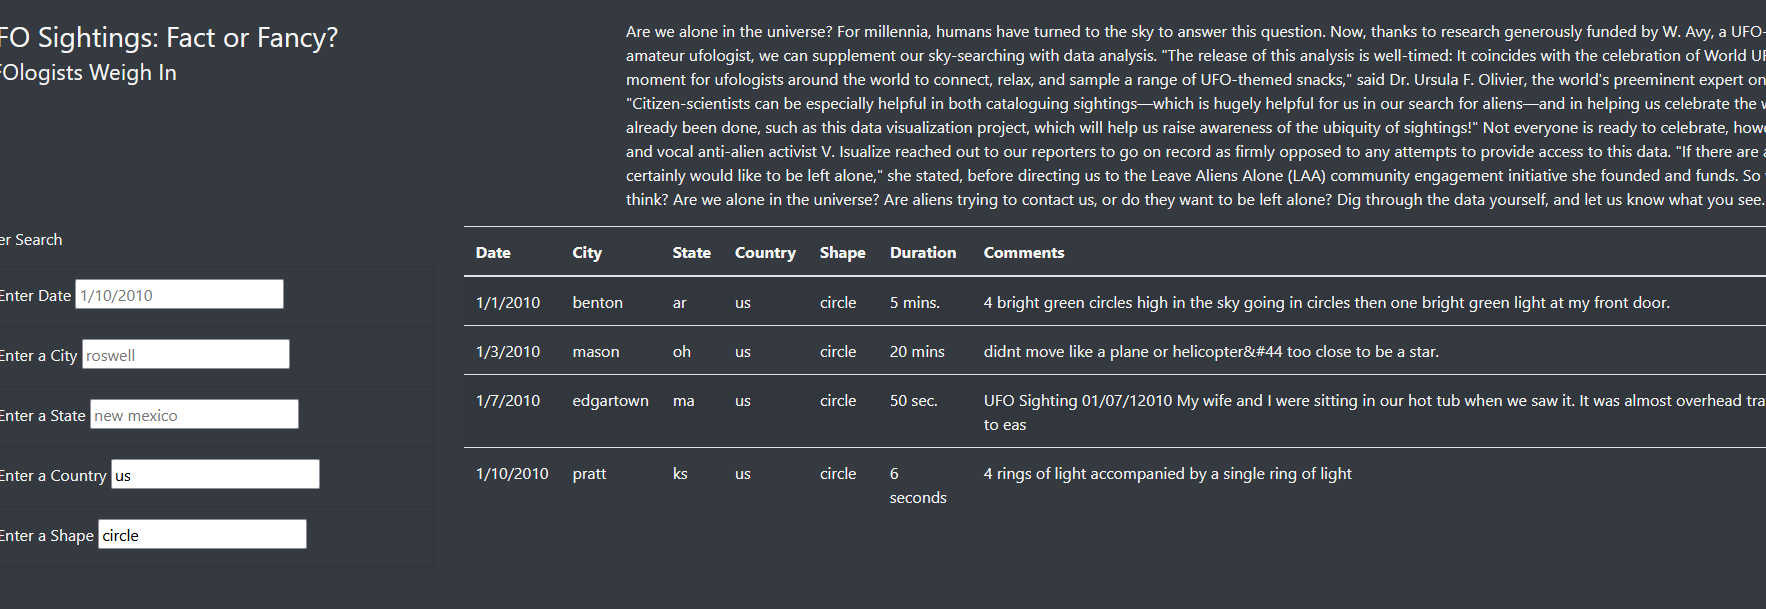 FO Sightings: Fact or Fancy?
FOlogists Weigh In
Are we alone in the universe? For millennia, humans have turned to the sky to answer this question. Now, thanks to research generously funded by W. Avy, a UFO-
amateur ufologist, we can supplement our sky-searching with data analysis. "The release of this analysis is well-timed: It coincides with the celebration of World UF
moment for ufologists around the world to connect, relax, and sample a range of UFO-themed snacks," said Dr. Ursula F. Olivier, the world's preeminent expert on
"Citizen-scientists can be especially helpful in both cataloguing sightings—which is hugely helpful for us in our search for aliens—and in helping us celebrate the w
already been done, such as this data visualization project, which will help us raise awareness of the ubiquity of sightings!" Not everyone is ready to celebrate, howe
and vocal anti-alien activist V. Isualize reached out to our reporters to go on record as firmly opposed to any attempts to provide access to this data. "If there are a
certainly would like to be left alone," she stated, before directing us to the Leave Aliens Alone (LAA) community engagement initiative she founded and funds. So
think? Are we alone in the universe? Are aliens trying to contact us, or do they want to be left alone? Dig through the data yourself, and let us know what you see.
er Search
Enter Date 1/10/2010
Enter a City roswell
Enter a State new mexico
Enter a Country us
Enter a Shape circle
Date City State Country Shape Duration Comments
1/1/2010 benton ar us circle 5 mins. 4 bright green circles high in the sky going in circles then one bright green light at my front door.
1/3/2010 mason oh us circle 20 mins didnt move like a plane or helicopter&#44 too close to be a star.
1/7/2010 edgartown ma us circle 50 sec. UFO Sighting 01/07/12010 My wife and I were sitting in our hot tub when we saw it. It was almost overhead tra
to eas
1/10/2010 pratt ks us circle 6 4 rings of light accompanied by a single ring of light
seconds